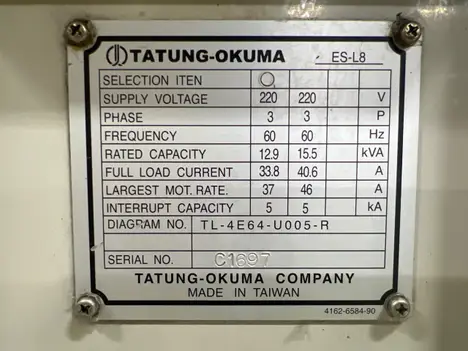 TATUNG-OKUMA ES-L8
SELECTION ITEN
SUPPLY VOLTAGE 220 220 V
PHASE 3 3 P
FREQUENCY 60 60 Hz
RATED CAPACITY 12.9 15.5 kVA
FULL LOAD CURRENT 33.8 40.6 A
LARGEST MOT. RATE. 37 46 A
INTERRUPT CAPACITY 5 5 kA
DIAGRAM NO. TL-4E64-U005-R
SERIAL NO. C1697
TATUNG-OKUMA COMPANY
MADE IN TAIWAN
4162-6584-90